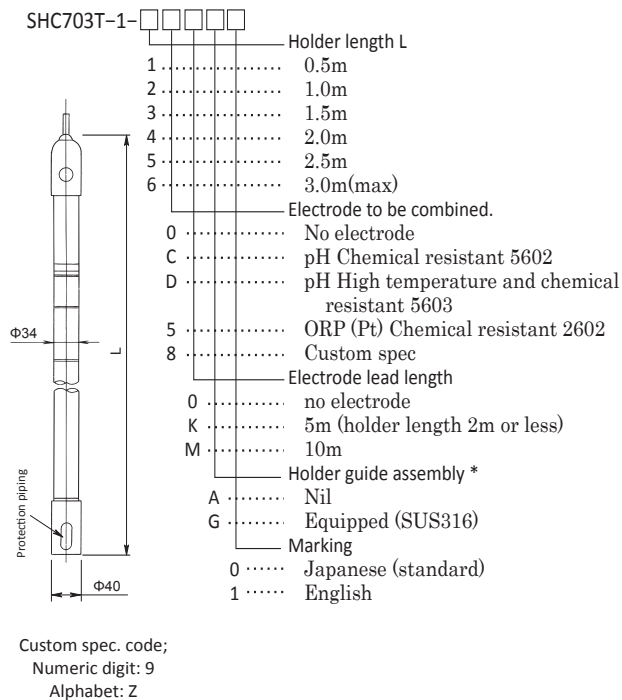 SHC703T−1−□□□□□
Holder length L
1 ·············· 0.5m
2 ·············· 1.0m
3 ·············· 1.5m
4 ·············· 2.0m
5 ·············· 2.5m
6 ·············· 3.0m(max)
Electrode to be combined.
0 ·············· No electrode
C ·············· pH Chemical resistant 5602
D ·············· pH High temperature and chemical
resistant 5603
5 ·············· ORP (Pt) Chemical resistant 2602
8 ·············· Custom spec
Electrode lead length
0 ············ no electrode
K ············ 5m (holder length 2m or less)
M ············ 10m
Holder guide assembly *
A ········· Nil
G ········· Equipped (SUS316)
Marking
0 ······ Japanese (standard)
1 ······ English
Φ34
L
Protection piping
Φ40
Custom spec. code;
Numeric digit: 9
Alphabet: Z